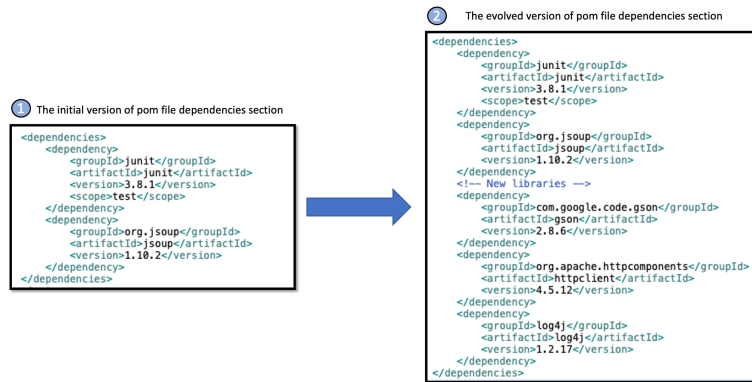 1 The initial version of pom file dependencies section
<dependencies>
    <dependency>
        <groupId>junit</groupId>
        <artifactId>junit</artifactId>
        <version>3.8.1</version>
        <scope>test</scope>
    </dependency>
    <dependency>
        <groupId>org.jsoup</groupId>
        <artifactId>jsoup</artifactId>
        <version>1.10.2</version>
    </dependency>
</dependencies>
2 The evolved version of pom file dependencies section
<dependencies>
    <dependency>
        <groupId>junit</groupId>
        <artifactId>junit</artifactId>
        <version>3.8.1</version>
        <scope>test</scope>
    </dependency>
    <dependency>
        <groupId>org.jsoup</groupId>
        <artifactId>jsoup</artifactId>
        <version>1.10.2</version>
    </dependency>
    <!-- New libraries -->
    <dependency>
        <groupId>com.google.code.gson</groupId>
        <artifactId>gson</artifactId>
        <version>2.8.6</version>
    </dependency>
    <dependency>
        <groupId>org.apache.httpcomponents</groupId>
        <artifactId>httpclient</artifactId>
        <version>4.5.12</version>
    </dependency>
    <dependency>
        <groupId>log4j</groupId>
        <artifactId>log4j</artifactId>
        <version>1.2.17</version>
    </dependency>
</dependencies>